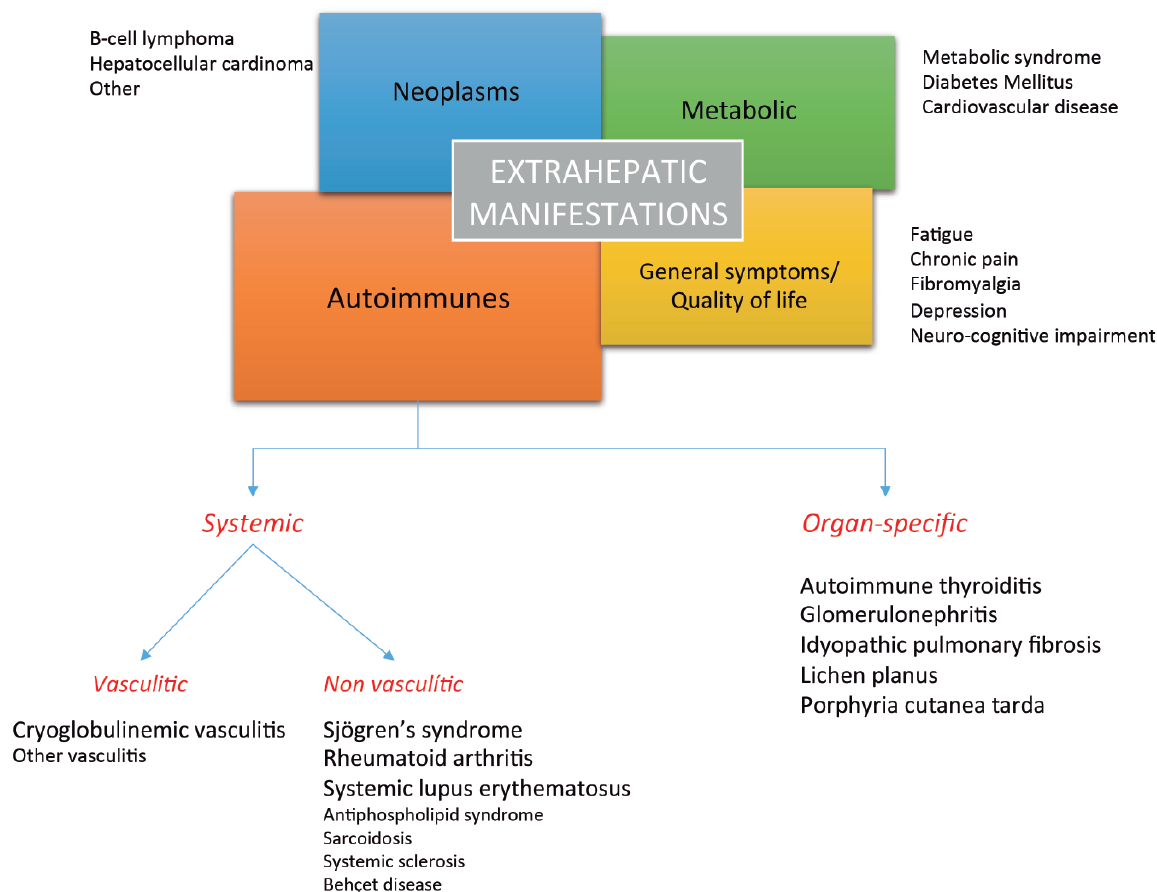 B-cell lymphoma
Hepatocellular cardinoma
Other
Neoplasms
Metabolic
Metabolic syndrome
Diabetes Mellitus
Cardiovascular disease
EXTRAHEPATIC
MANIFESTATIONS
Autoimmunes
General symptoms/
Quality of life
Fatigue
Chronic pain
Fibromyalgia
Depression
Neuro-cognitive impairment
Systemic
Organ-specific
Autoimmune thyroiditis
Glomerulonephritis
Idyopathic pulmonary fibrosis
Lichen planus
Porphyria cutanea tarda
Vasculitic
Cryoglobulinemic vasculitis
Other vasculitis
Non vasculític
Sjögren’s syndrome
Rheumatoid arthritis
Systemic lupus erythematosus
Antiphospholipid syndrome
Sarcoidosis
Systemic sclerosis
Behçet disease